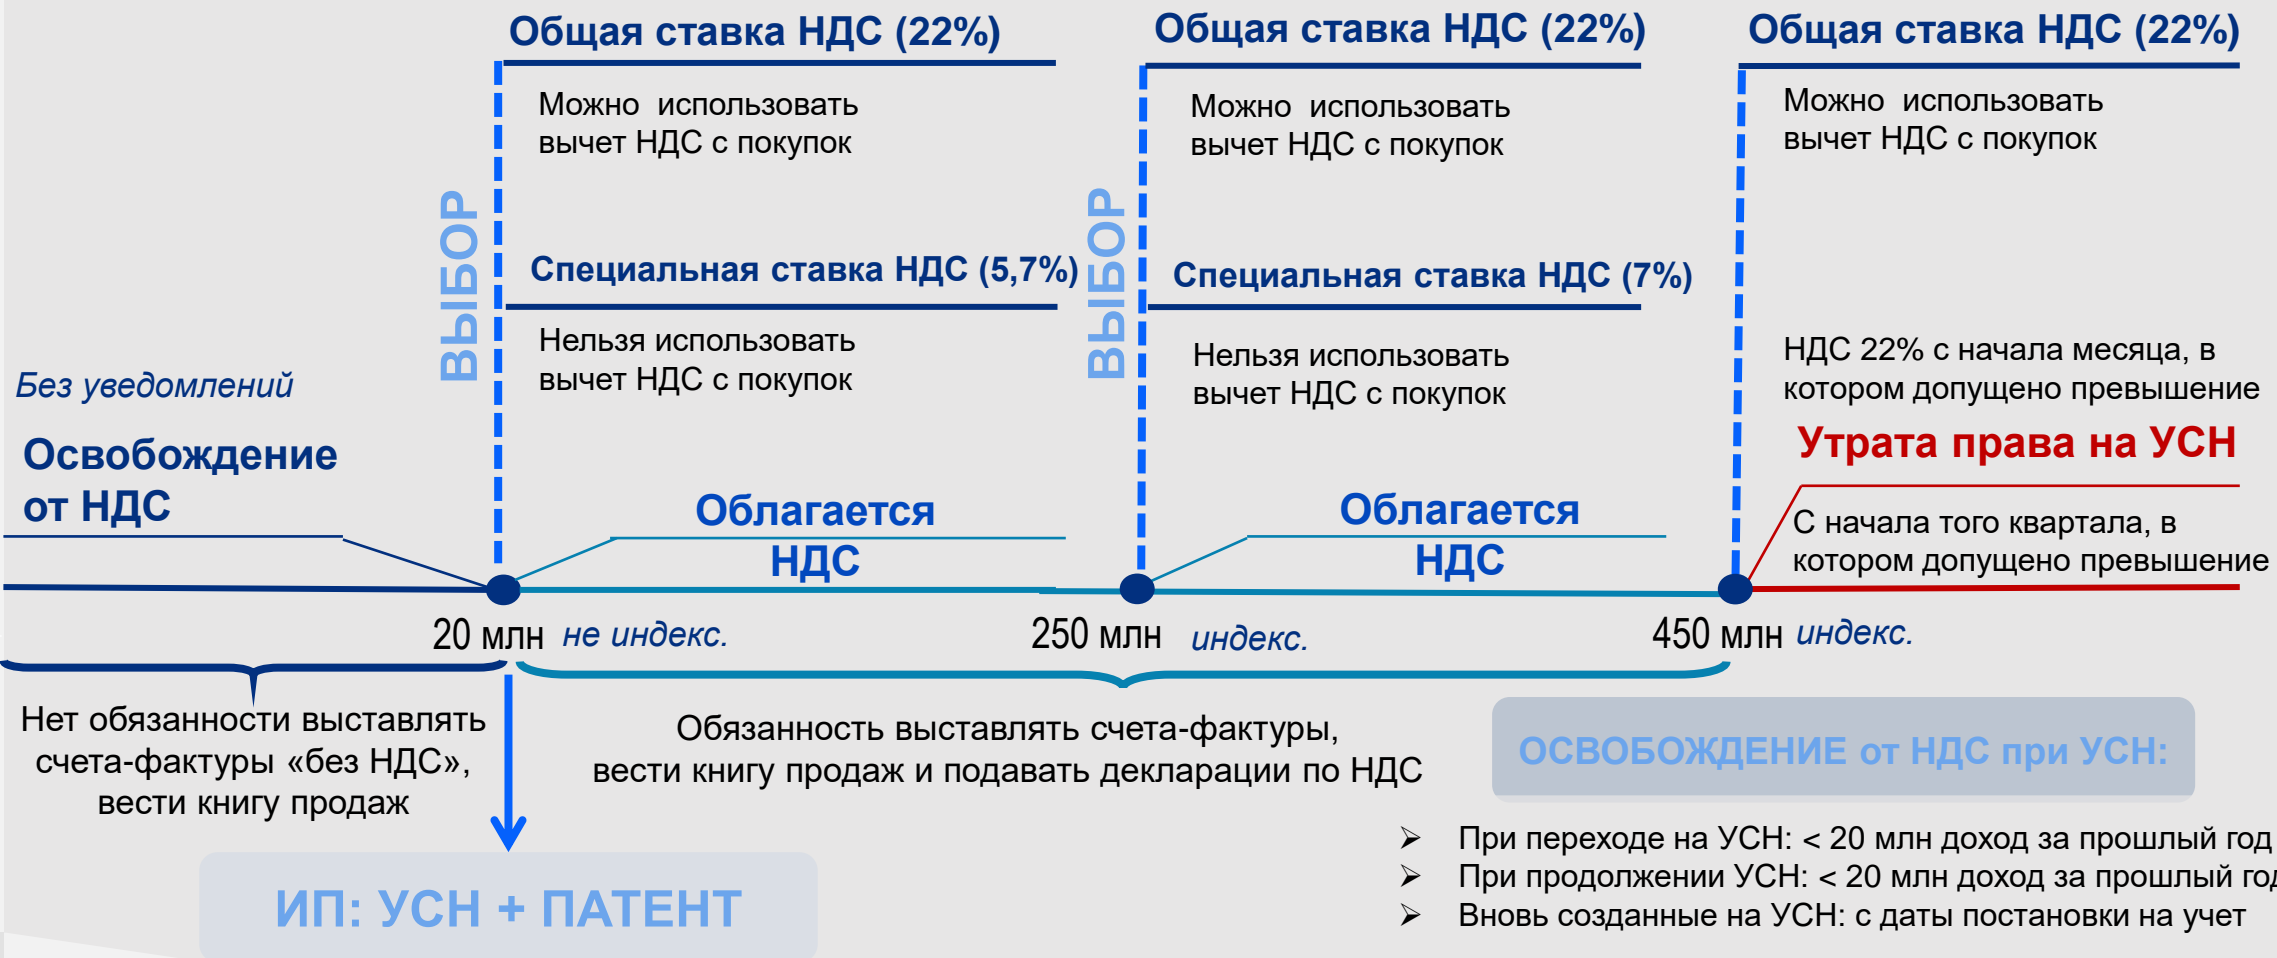 Общая ставка НДС (22%)
Можно использовать
вычет НДС с покупок
ВЫБОР
Специальная ставка НДС (5,7%)
Нельзя использовать
вычет НДС с покупок
Общая ставка НДС (22%)
Можно использовать
вычет НДС с покупок
ВЫБОР
Специальная ставка НДС (7%)
Нельзя использовать
вычет НДС с покупок
Общая ставка НДС (22%)
Можно использовать
вычет НДС с покупок
НДС 22% с начала месяца, в
котором допущено превышение
Утрата права на УСН
С начала того квартала, в
котором допущено превышение
Без уведомлений
Освобождение
от НДС
Облагается
НДС
Облагается
НДС
20 млн не индекс.
250 млн индекс.
450 млн индекс.
Нет обязанности выставлять
счета-фактуры «без НДС»,
вести книгу продаж
Обязанность выставлять счета-фактуры,
вести книгу продаж и подавать декларации по НДС
ИП: УСН + ПАТЕНТ
ОСВОБОЖДЕНИЕ от НДС при УСН:
➢ При переходе на УСН: < 20 млн доход за прошлый год
➢ При продолжении УСН: < 20 млн доход за прошлый год
➢ Вновь созданные на УСН: с даты постановки на учет